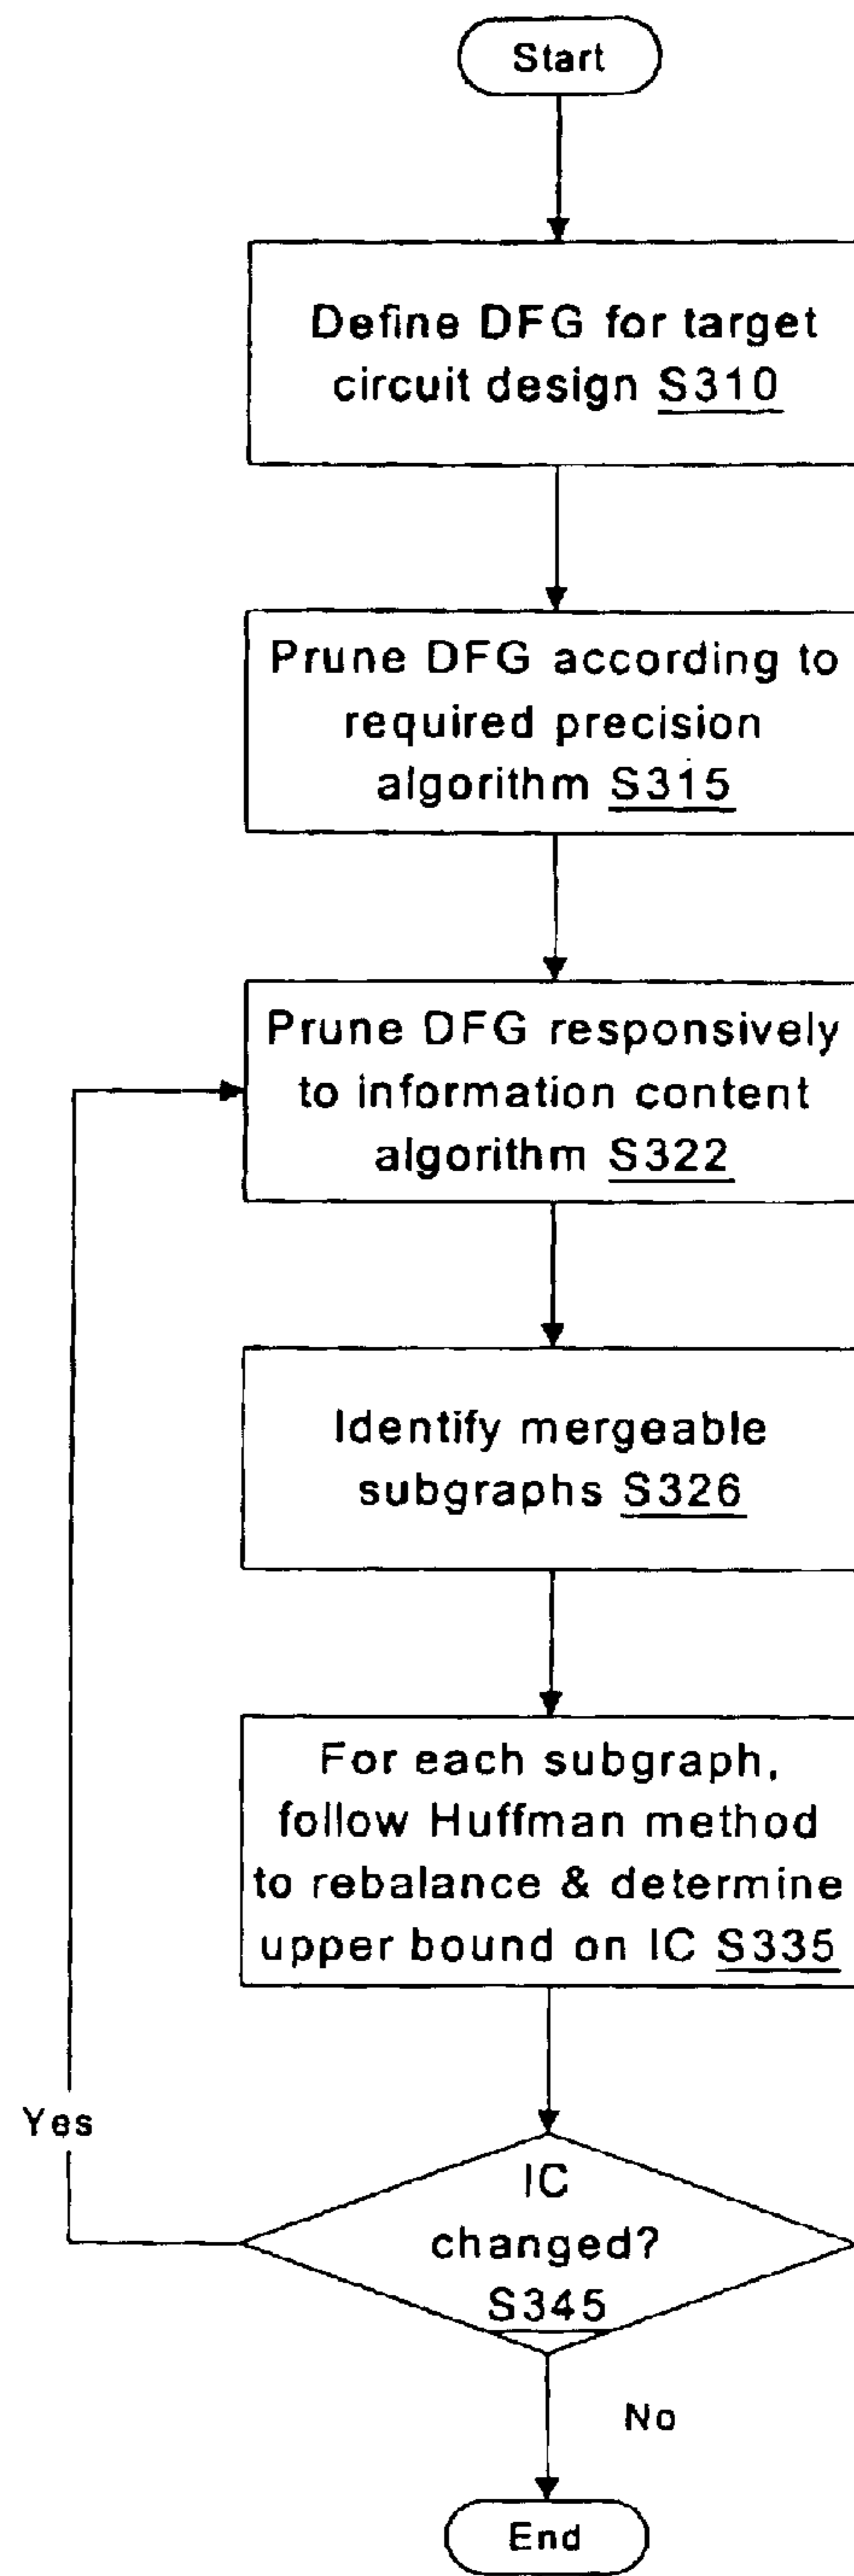 Start
Define DFG for target
circuit design S310
Prune DFG according to
required precision
algorithm S315
Prune DFG responsively
to information content
algorithm S322
Identify mergeable
subgraphs S326
For each subgraph,
follow Huffman method
to rebalance & determine
upper bound on IC S335
Yes
IC
changed?
S345
No
End